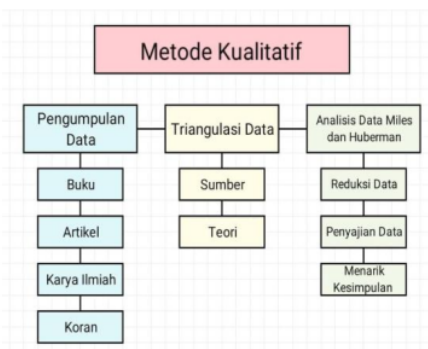 Metode Kualitatif
Pengumpulan
Data
Triangulasi Data
Analisis Data Miles
dan Huberman
Buku
Sumber
Reduksi Data
Artikel
Teori
Penyajian Data
Karya Ilmiah
Menarik
Kesimpulan
Koran